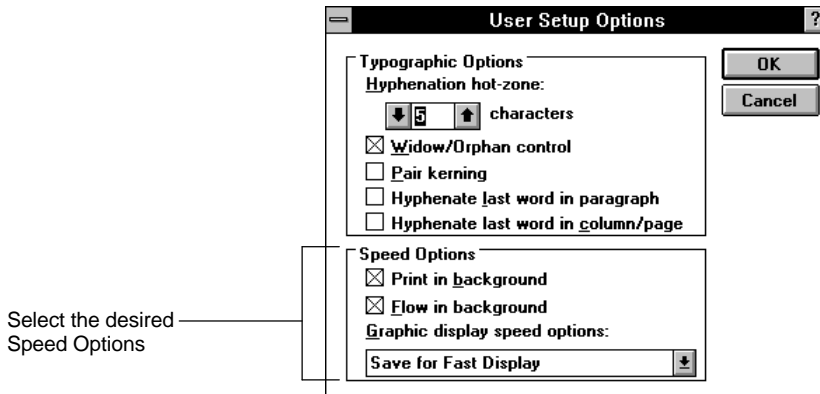 User Setup Options
?
Typographic Options
Hyphenation hot-zone:
5 characters
Widow/Orphan control
Pair kerning
Hyphenate last word in paragraph
Hyphenate last word in column/page
OK
Cancel
Speed Options
Print in background
Flow in background
Graphic display speed options:
Save for Fast Display
Select the desired
Speed Options